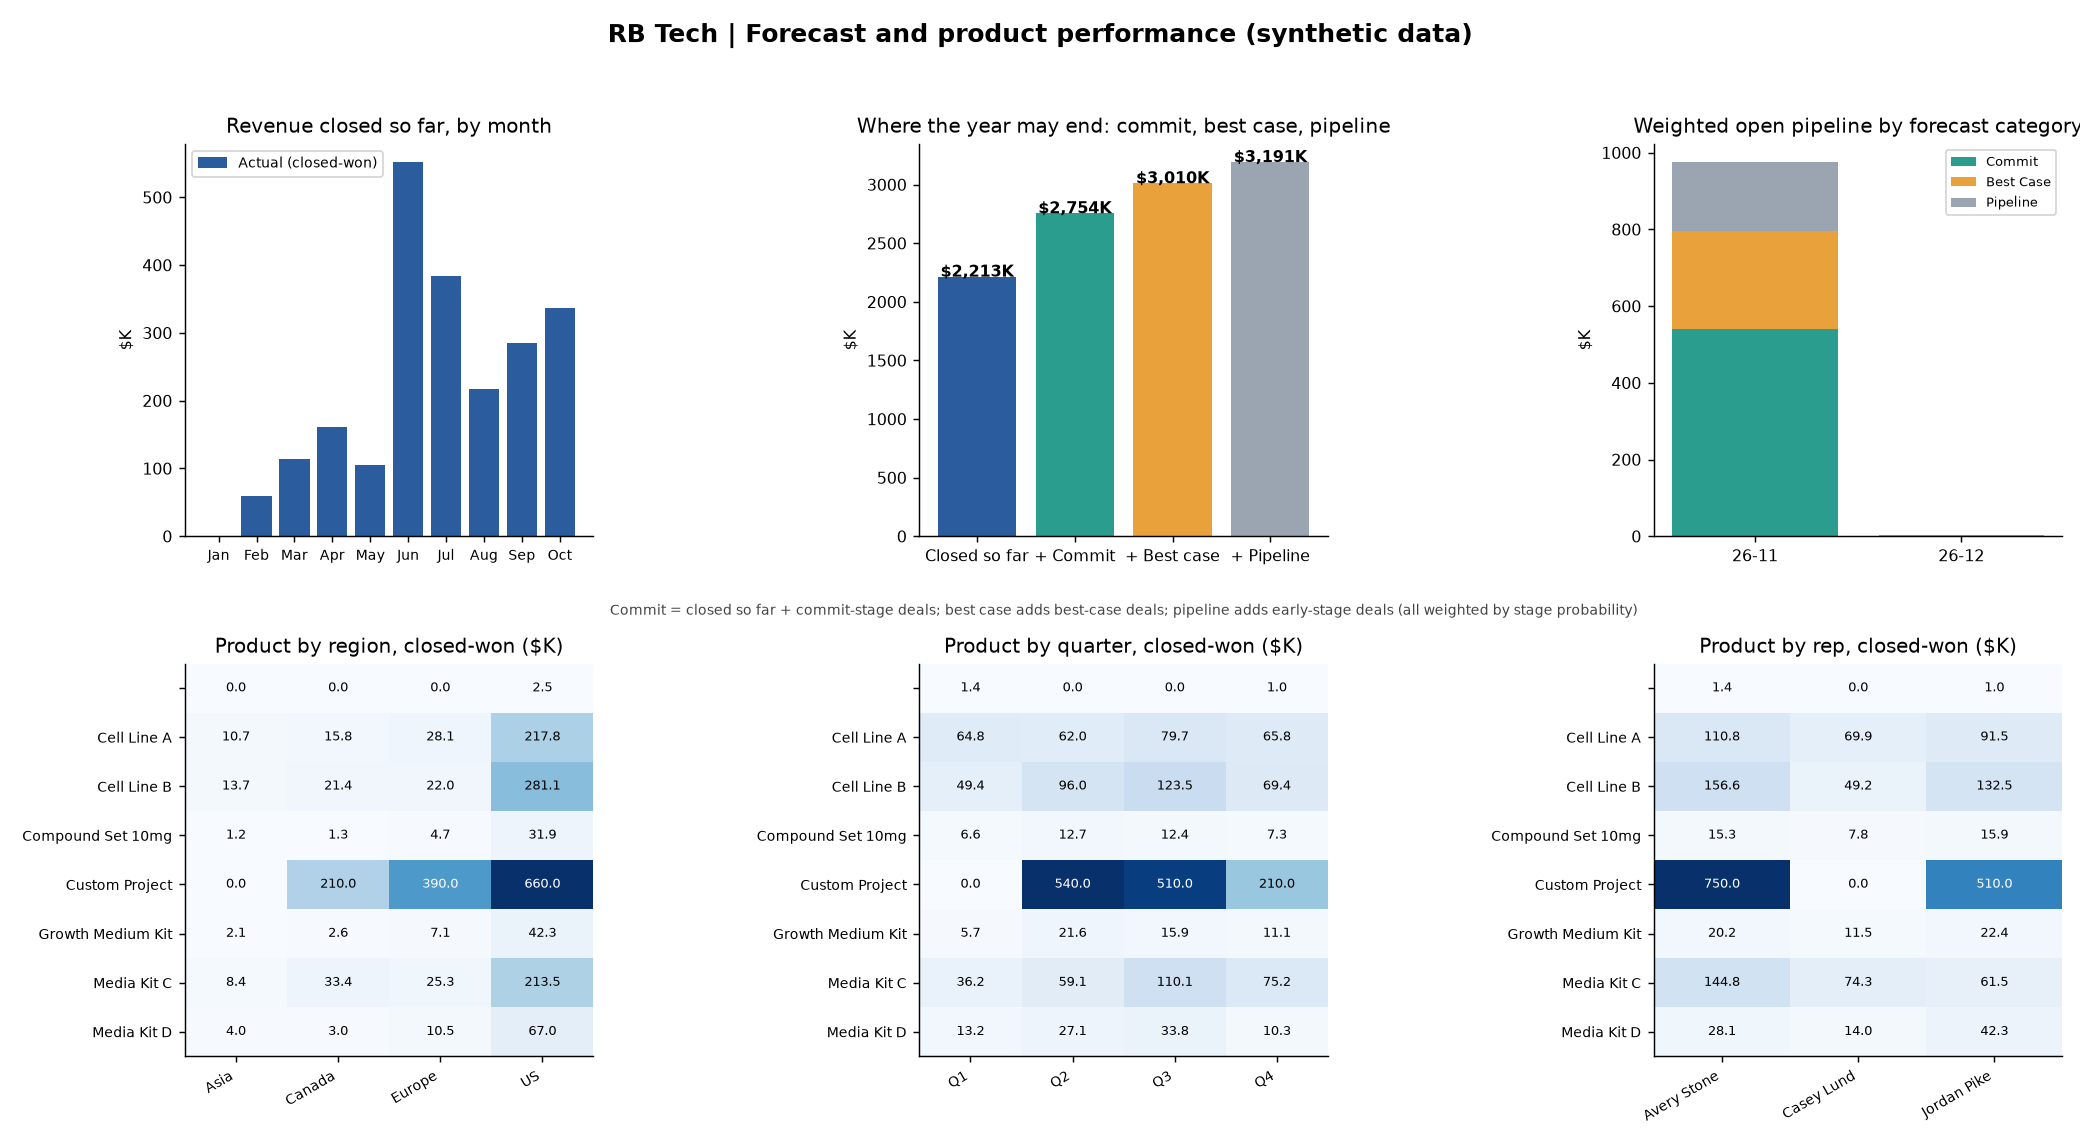 RB Tech | Forecast and product performance (synthetic data)
Revenue closed so far, by month
Actual (closed-won)
$K
500
400
300
200
100
0
Jan Feb Mar Apr May Jun Jul Aug Sep Oct
Where the year may end: commit, best case, pipeline
$K
3000
2500
2000
1500
1000
500
0
$2,213K
$2,754K
$3,010K
$3,191K
Closed so far + Commit + Best case + Pipeline
Weighted open pipeline by forecast category
Commit
Best Case
Pipeline
$K
1000
800
600
400
200
0
26-11 26-12
Commit = closed so far + commit-stage deals; best case adds best-case deals; pipeline adds early-stage deals (all weighted by stage probability)
Product by region, closed-won ($K)
0.0 0.0 0.0 2.5
Cell Line A 10.7 15.8 28.1 217.8
Cell Line B 13.7 21.4 22.0 281.1
Compound Set 10mg 1.2 1.3 4.7 31.9
Custom Project 0.0 210.0 390.0 660.0
Growth Medium Kit 2.1 2.6 7.1 42.3
Media Kit C 8.4 33.4 25.3 213.5
Media Kit D 4.0 3.0 10.5 67.0
Asia Canada Europe US
Product by quarter, closed-won ($K)
1.4 0.0 0.0 1.0
Cell Line A 64.8 62.0 79.7 65.8
Cell Line B 49.4 96.0 123.5 69.4
Compound Set 10mg 6.6 12.7 12.4 7.3
Custom Project 0.0 540.0 510.0 210.0
Growth Medium Kit 5.7 21.6 15.9 11.1
Media Kit C 36.2 59.1 110.1 75.2
Media Kit D 13.2 27.1 33.8 10.3
Q1 Q2 Q3 Q4
Product by rep, closed-won ($K)
1.4 0.0 1.0
Cell Line A 110.8 69.9 91.5
Cell Line B 156.6 49.2 132.5
Compound Set 10mg 15.3 7.8 15.9
Custom Project 750.0 0.0 510.0
Growth Medium Kit 20.2 11.5 22.4
Media Kit C 144.8 74.3 61.5
Media Kit D 28.1 14.0 42.3
Avery Stone Casey Lund Jordan Pike